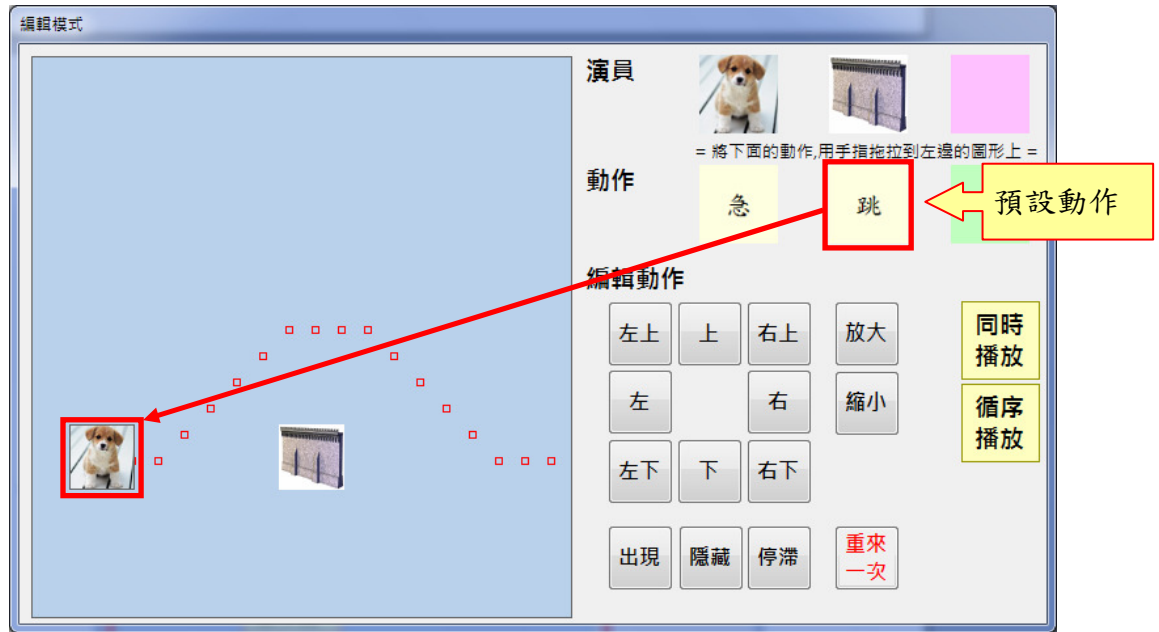 編輯模式
演員
= 將下面的動作,用手指拖拉到左邊的圖形上 =
動作
急
跳
預設動作
編輯動作
左上
上
右上
放大
同時
播放
左
右
縮小
循序
播放
左下
下
右下
出現
隱藏
停滯
重來
一次